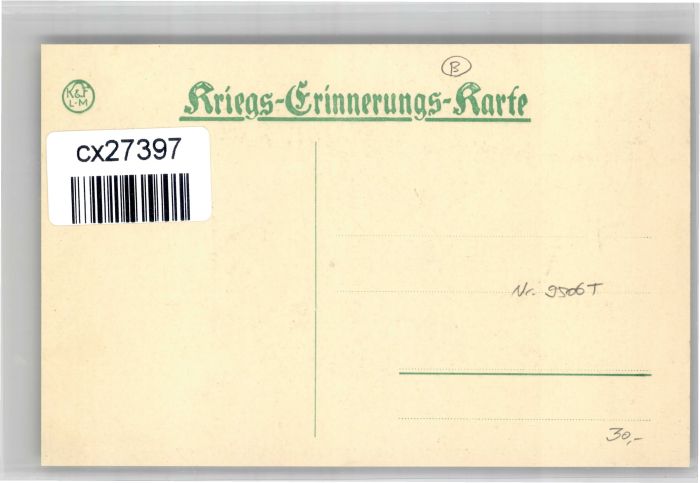 B
K&F
L-M
Kriegs-Erinnerungs-Karte
cx27397
Nr. 9506T
30,-